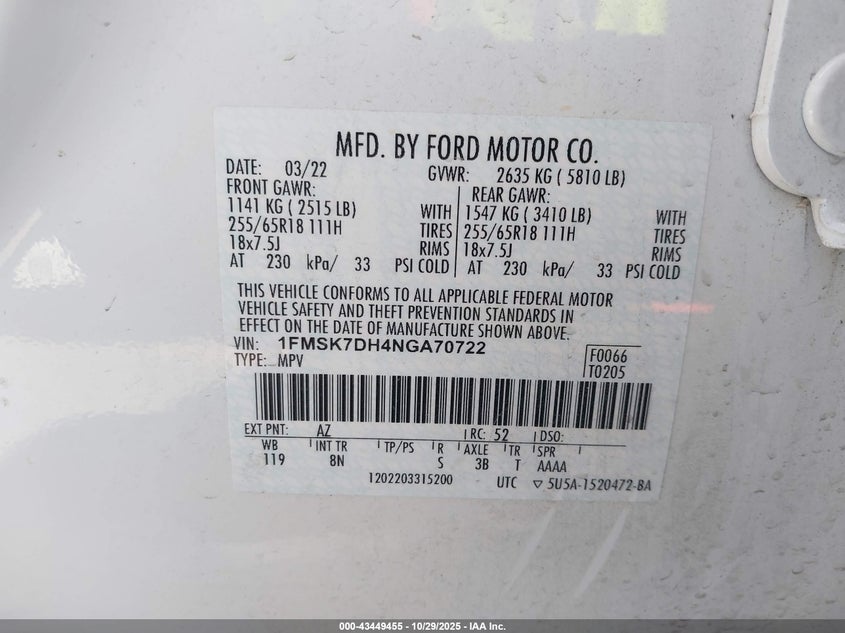 MFD. BY FORD MOTOR CO.
DATE: 03/22 GVWR: 2635 KG ( 5810 LB)
FRONT GAWR: REAR GAWR:
1141 KG ( 2515 LB) WITH 1547 KG ( 3410 LB) WITH
255/65R18 111H TIRES 255/65R18 111H TIRES
18x7.5J RIMS 18x7.5J RIMS
AT 230 kPa/ 33 PSI COLD AT 230 kPa/ 33 PSI COLD
THIS VEHICLE CONFORMS TO ALL APPLICABLE FEDERAL MOTOR
VEHICLE SAFETY AND THEFT PREVENTION STANDARDS IN
EFFECT ON THE DATE OF MANUFACTURE SHOWN ABOVE.
VIN: 1FMSK7DH4NGA70722 F0066
TYPE: MPV T0205
EXT PNT: AZ RC: 52 DSO:
WB INT TR TP/PS R AXLE TR SPR
119 8N S 3B T AAAA
1202203315200 UTC ▽ 5U5A-1520472-BA
000-43449455 - 10/29/2025 - IAA Inc.